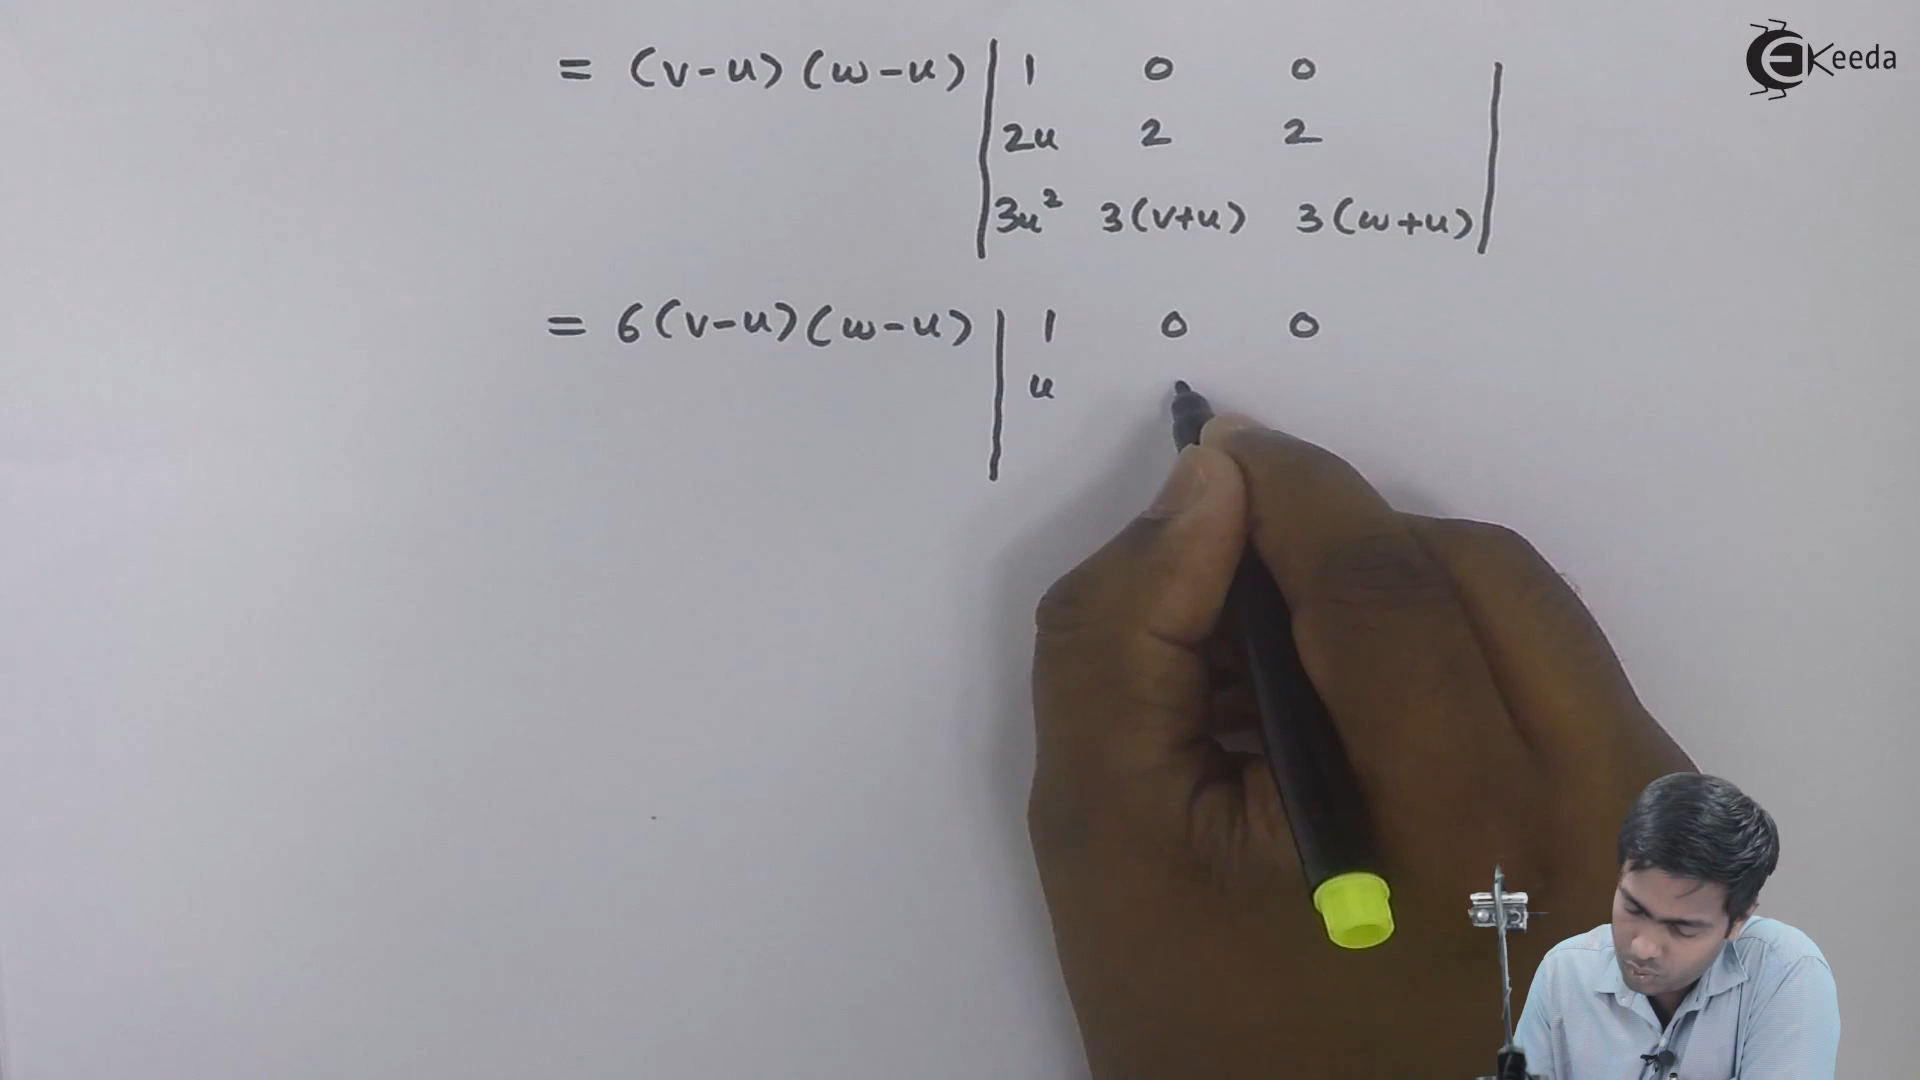 = (v-u)(w-u) | 1 0 0
2u 2 2
3u² 3(v+u) 3(w+u) |
= 6(v-u)(w-u) | 1 0 0
u
Keeda